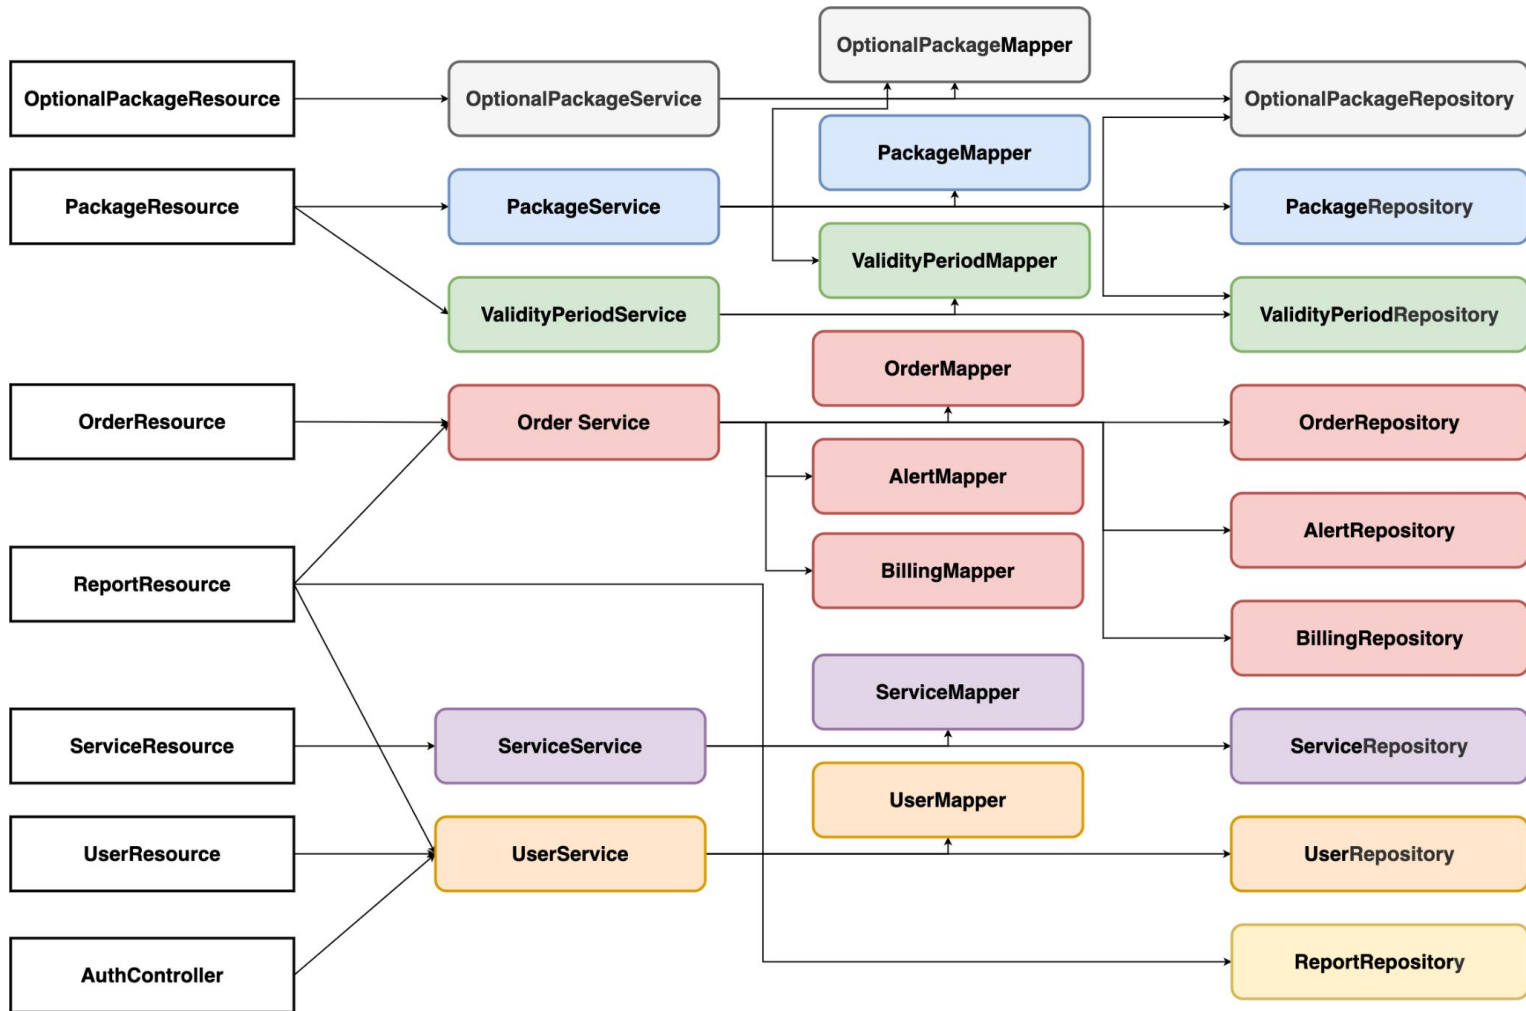 OptionalPackageMapper
OptionalPackageResource
OptionalPackageService
OptionalPackageRepository
PackageMapper
PackageResource
PackageService
PackageRepository
ValidityPeriodMapper
ValidityPeriodService
ValidityPeriodRepository
OrderMapper
OrderResource
Order Service
OrderRepository
AlertMapper
AlertRepository
BillingMapper
ReportResource
BillingRepository
ServiceMapper
ServiceResource
ServiceService
ServiceRepository
UserMapper
UserResource
UserService
UserRepository
ReportRepository
AuthController